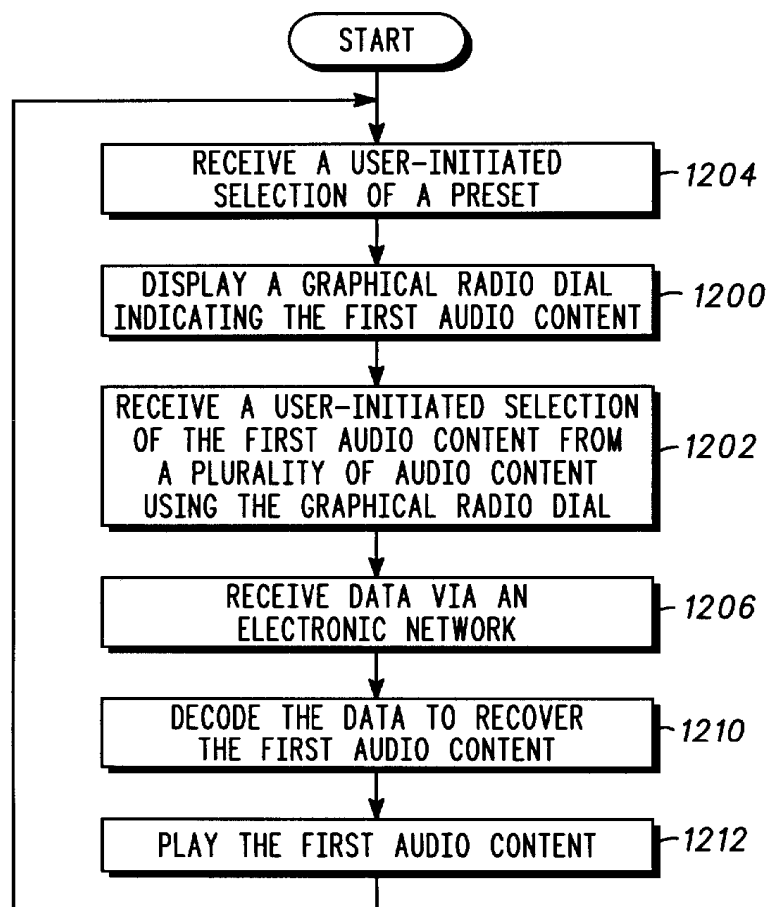 START
RECEIVE A USER-INITIATED
SELECTION OF A PRESET
1204
DISPLAY A GRAPHICAL RADIO DIAL
INDICATING THE FIRST AUDIO CONTENT
1200
RECEIVE A USER-INITIATED SELECTION
OF THE FIRST AUDIO CONTENT FROM
A PLURALITY OF AUDIO CONTENT
USING THE GRAPHICAL RADIO DIAL
1202
RECEIVE DATA VIA AN
ELECTRONIC NETWORK
1206
DECODE THE DATA TO RECOVER
THE FIRST AUDIO CONTENT
1210
PLAY THE FIRST AUDIO CONTENT
1212